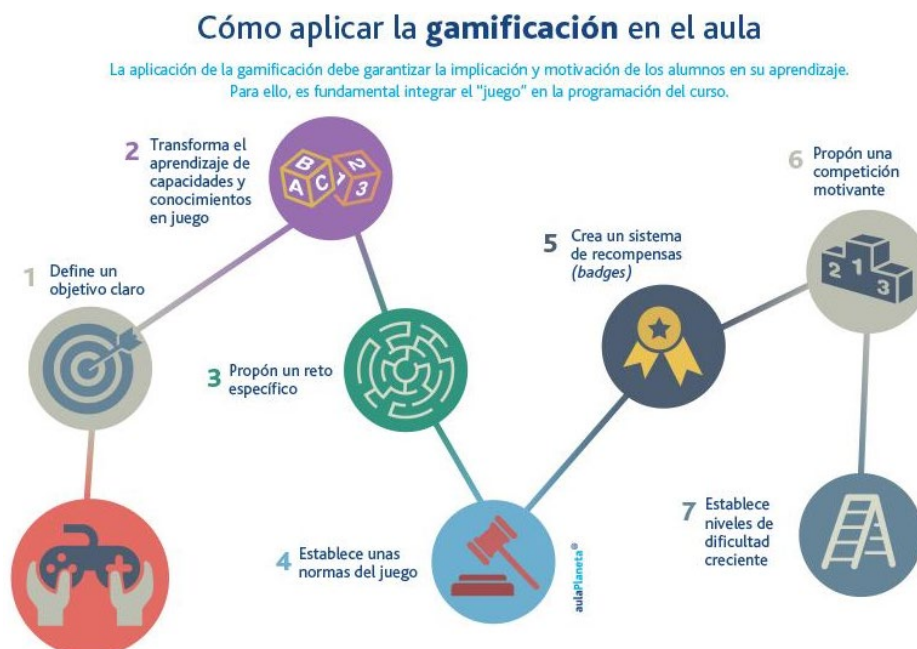 Cómo aplicar la gamificación en el aula
La aplicación de la gamificación debe garantizar la implicación y motivación de los alumnos en su aprendizaje.
Para ello, es fundamental integrar el "juego" en la programación del curso.
1 Define un
objetivo claro
2 Transforma el
aprendizaje de
capacidades y
conocimientos
en juego
B
A C
1 2
3
3 Propón un reto
específico
4 Establece unas
normas del juego
aulaPlaneta
5 Crea un sistema
de recompensas
(badges)
6 Propón una
competición
motivante
2 1 3
7 Establece
niveles de
dificultad
creciente